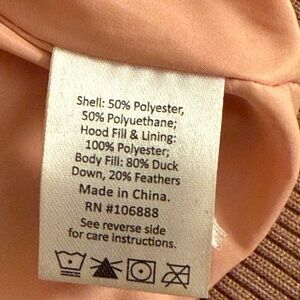 Shell: 50% Polyester,
50% Polyurethane;
Hood Fill & Lining:
100% Polyester;
Body Fill: 80% Duck
Down, 20% Feathers
Made in China.
RN #106888
See reverse side
for care instructions.